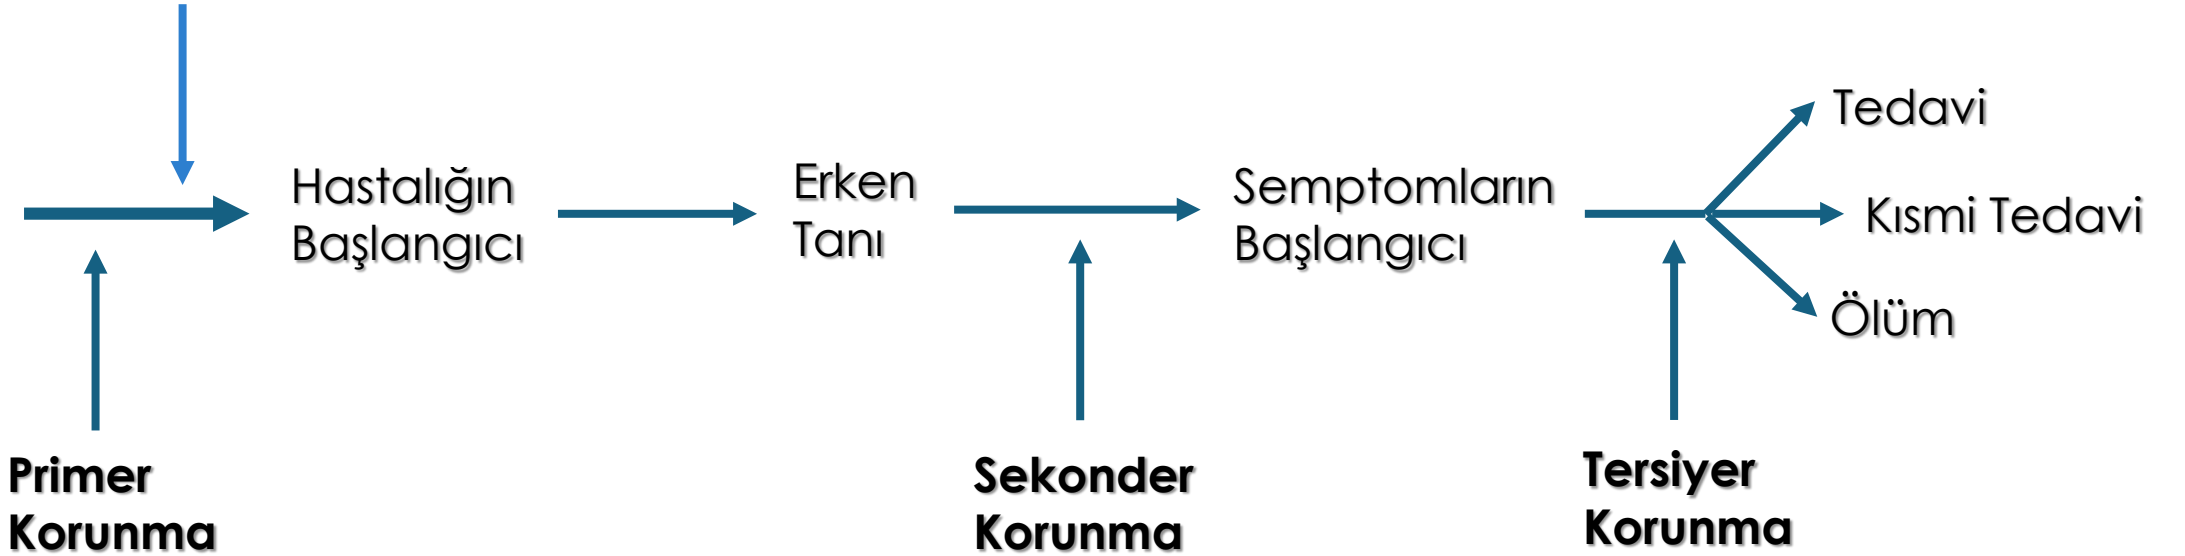 Hastalığın
Başlangıcı
Erken
Tanı
Semptomların
Başlangıcı
Tedavi
Kısmi Tedavi
Ölüm
Primer
Korunma
Sekonder
Korunma
Tersiyer
Korunma